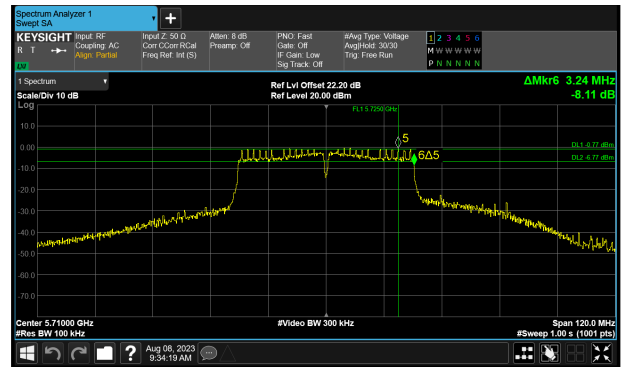 Spectrum Analyzer 1
Swept SA
+
KEYSIGHT
R T
LXI
Input: RF
Coupling: AC
Align: Partial
Input Z: 50 Ω
Corr CCorr RCal
Freq Ref: Int (S)
Atten: 8 dB
Preamp: Off
PNO: Fast
Gate: Off
IF Gain: Low
Sig Track: Off
#Avg Type: Voltage
Avg|Hold: 30/30
Trig: Free Run
1 2 3 4 5 6
M W W W W W
P N N N N N
1 Spectrum
Scale/Div 10 dB
Ref Lvl Offset 22.20 dB
Ref Level 20.00 dBm
ΔMkr6 3.24 MHz
-8.11 dB
Log
FL1 5.7250 GHz
10.0
0.00
-10.0
-20.0
-30.0
-40.0
-50.0
-60.0
-70.0
5
6Δ5
DL1 -0.77 dBm
DL2 -6.77 dBm
Center 5.71000 GHz
#Res BW 100 kHz
#Video BW 300 kHz
Span 120.0 MHz
#Sweep 1.00 s (1001 pts)
?
Aug 08, 2023
9:34:19 AM